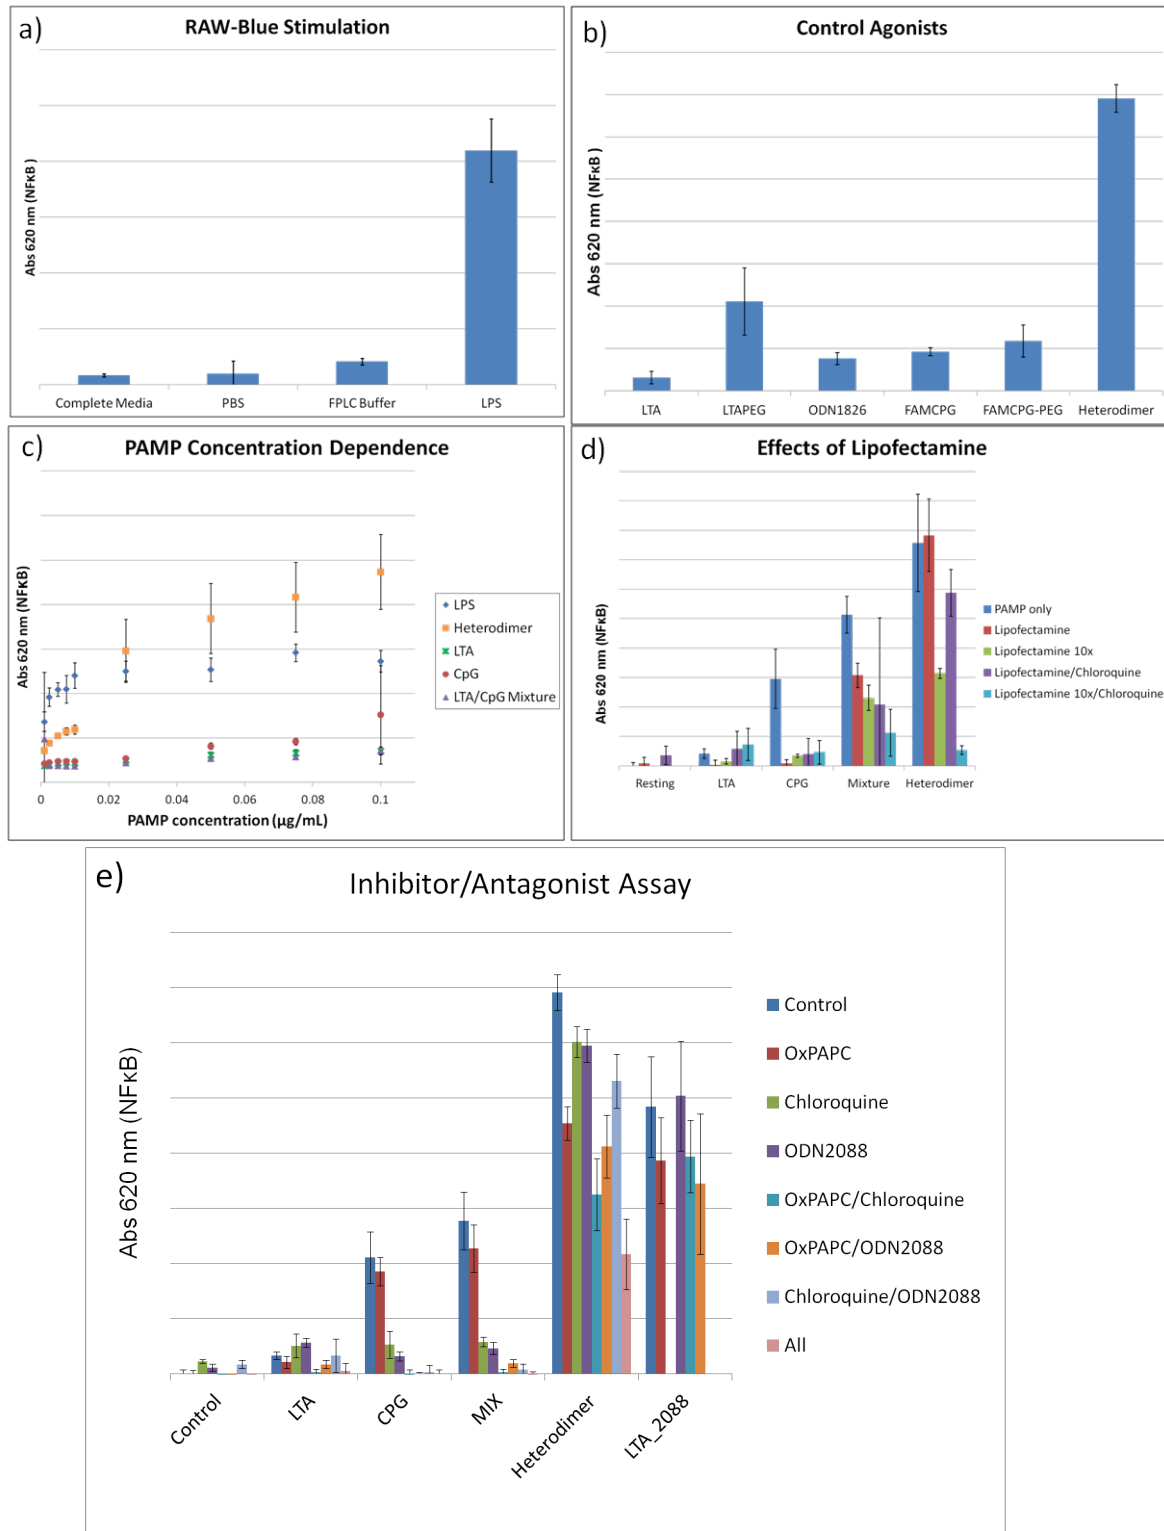 a)
RAW-Blue Stimulation
Abs 620 nm (NFκB )
Complete Media
PBS
FPLC Buffer
LPS
b)
Control Agonists
Abs 620 nm (NFκB )
LTA
LTAPEG
ODN1826
FAMCPG
FAMCPG-PEG
Heterodimer
c)
PAMP Concentration Dependence
Abs 620 nm (NFκB)
LPS
Heterodimer
LTA
CpG
LTA/CpG Mixture
0
0.02
0.04
0.06
0.08
0.1
PAMP concentration (µg/mL)
d)
Effects of Lipofectamine
Abs 620 nm (NFκB)
PAMP only
Lipofectamine
Lipofectamine 10x
Lipofectamine/Chloroquine
Lipofectamine 10x/Chloroquine
Resting
LTA
CPG
Mixture
Heterodimer
e)
Inhibitor/Antagonist Assay
Abs 620 nm (NFκB)
Control
OxPAPC
Chloroquine
ODN2088
OxPAPC/Chloroquine
OxPAPC/ODN2088
Chloroquine/ODN2088
All
Control
LTA
CPG
MIX
Heterodimer
LTA_2088